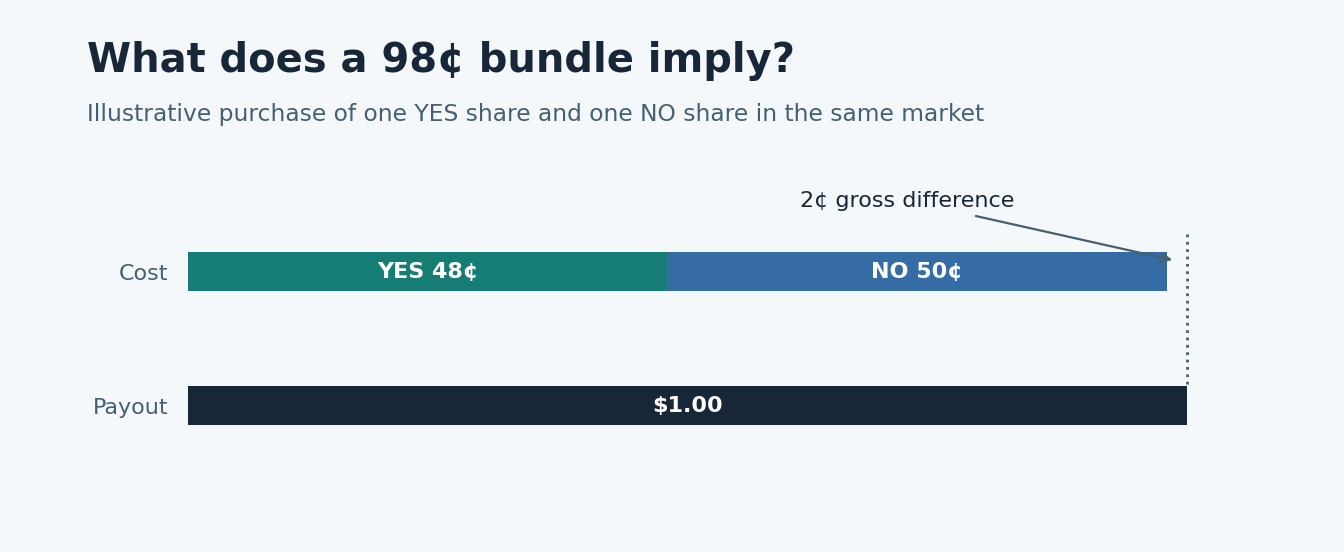 What does a 98¢ bundle imply?
Illustrative purchase of one YES share and one NO share in the same market
2¢ gross difference
Cost
YES 48¢
NO 50¢
Payout
$1.00